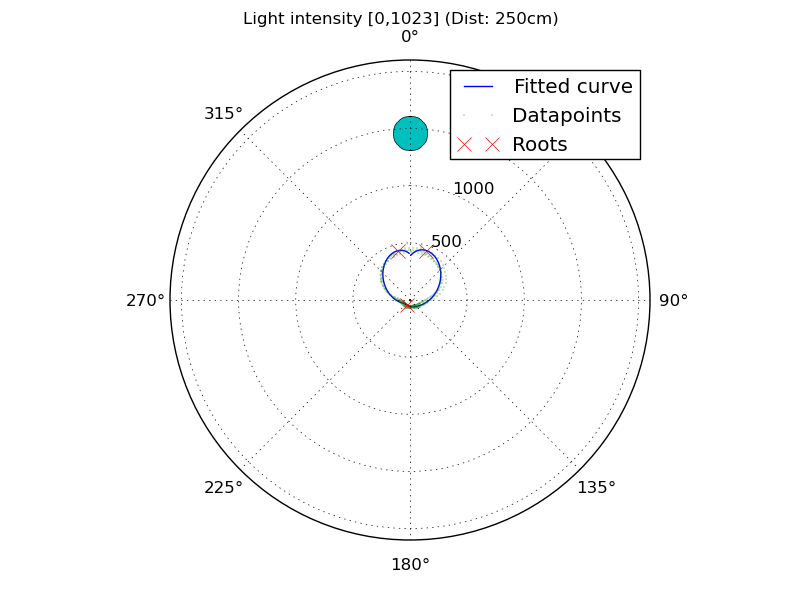 Light intensity [0,1023] (Dist: 250cm)
0°
Fitted curve
Datapoints
Roots
315°
1000
500
270°
90°
225°
135°
180°